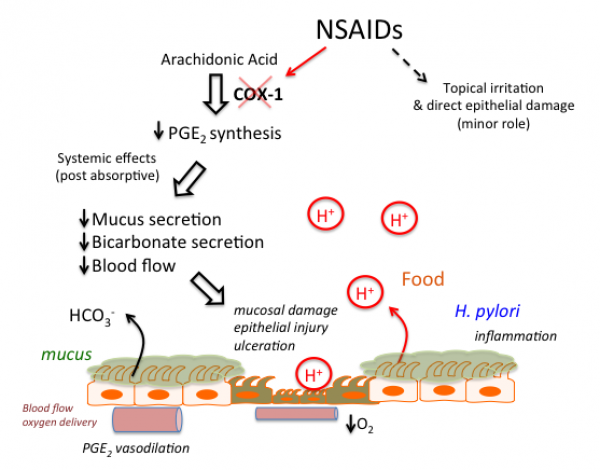 NSAIDs
Arachidonic Acid
COX-1
PGE₂ synthesis
Topical irritation
& direct epithelial damage
(minor role)
Systemic effects
(post absorptive)
Mucus secretion
Bicarbonate secretion
Blood flow
H⁺
H⁺
H⁺
Food
HCO₃⁻
mucosal damage
epithelial injury
ulceration
H. pylori
inflammation
mucus
H⁺
Blood flow
oxygen delivery
O₂
PGE₂ vasodilation